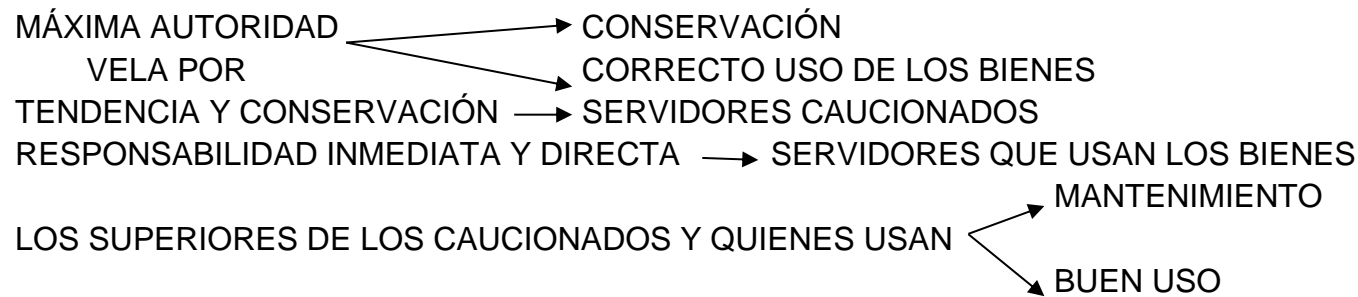 MÁXIMA AUTORIDAD CONSERVACIÓN
VELA POR CORRECTO USO DE LOS BIENES
TENDENCIA Y CONSERVACIÓN SERVIDORES CAUCIONADOS
RESPONSABILIDAD INMEDIATA Y DIRECTA SERVIDORES QUE USAN LOS BIENES
MANTENIMIENTO
LOS SUPERIORES DE LOS CAUCIONADOS Y QUIENES USAN
BUEN USO